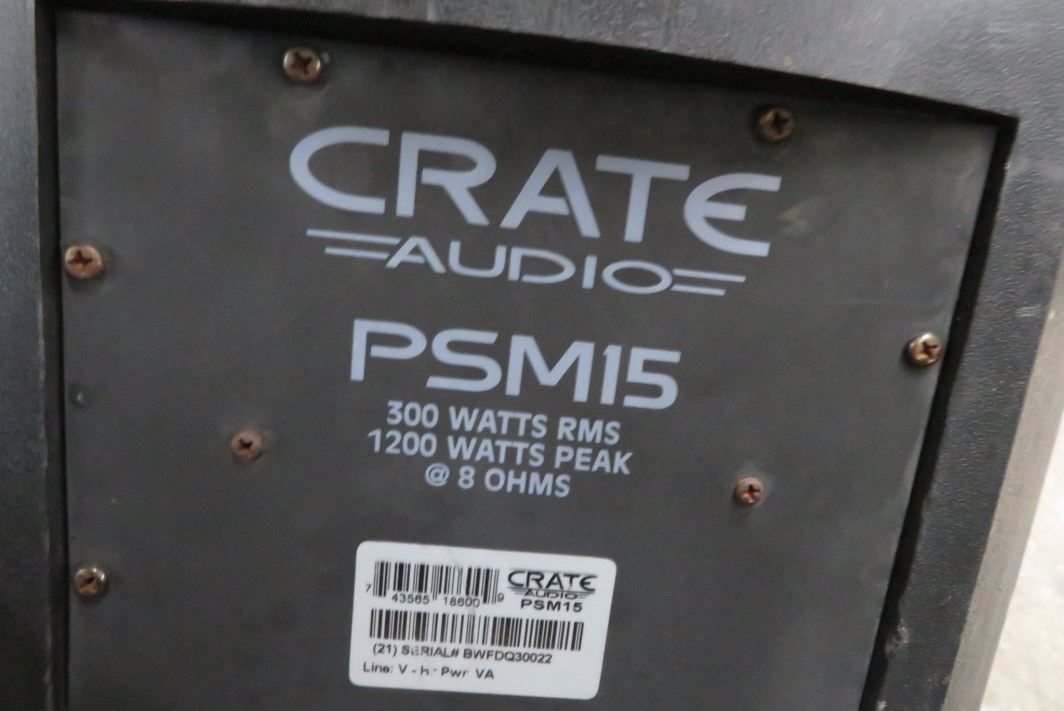 CRATE
AUDIO
PSM15
300 WATTS RMS
1200 WATTS PEAK
@ 8 OHMS
CRATE
AUDIO
7 43565 18600 9 PSM15
(21) SERIAL# BWFDQ30022
Line: V - Pwr: VA